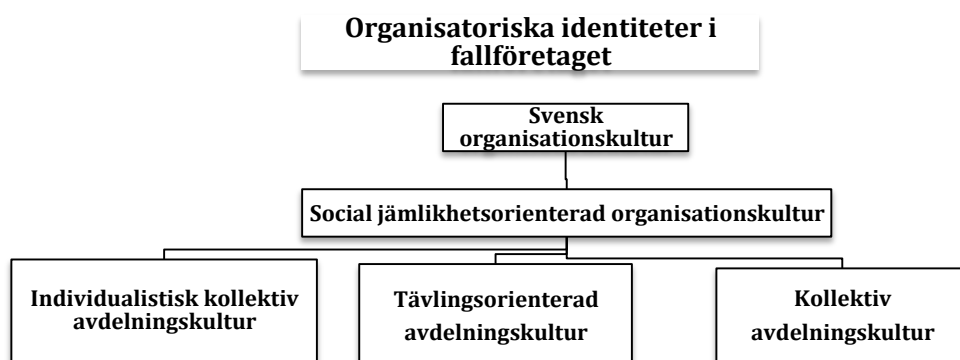 Organisatoriska identiteter i
fallföretaget
Svensk
organisationskultur
Social jämlikhetsorienterad organisationskultur
Individualistisk kollektiv
avdelningskultur
Tävlingsorienterad
avdelningskultur
Kollektiv
avdelningskultur